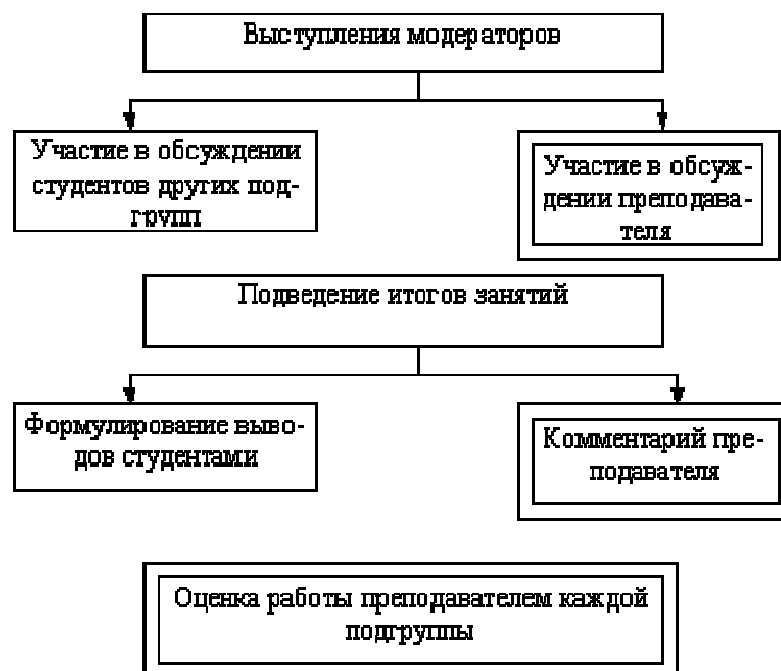 Выступления модераторов
Участие в обсуждении
студентов других под-
групп
Участие в обсуж-
дении преподава-
теля
Подведение итогов занятий
Формулирование выво-
дов студентами
Комментарий пре-
подавателя
Оценка работы преподавателем каждой
подгруппы